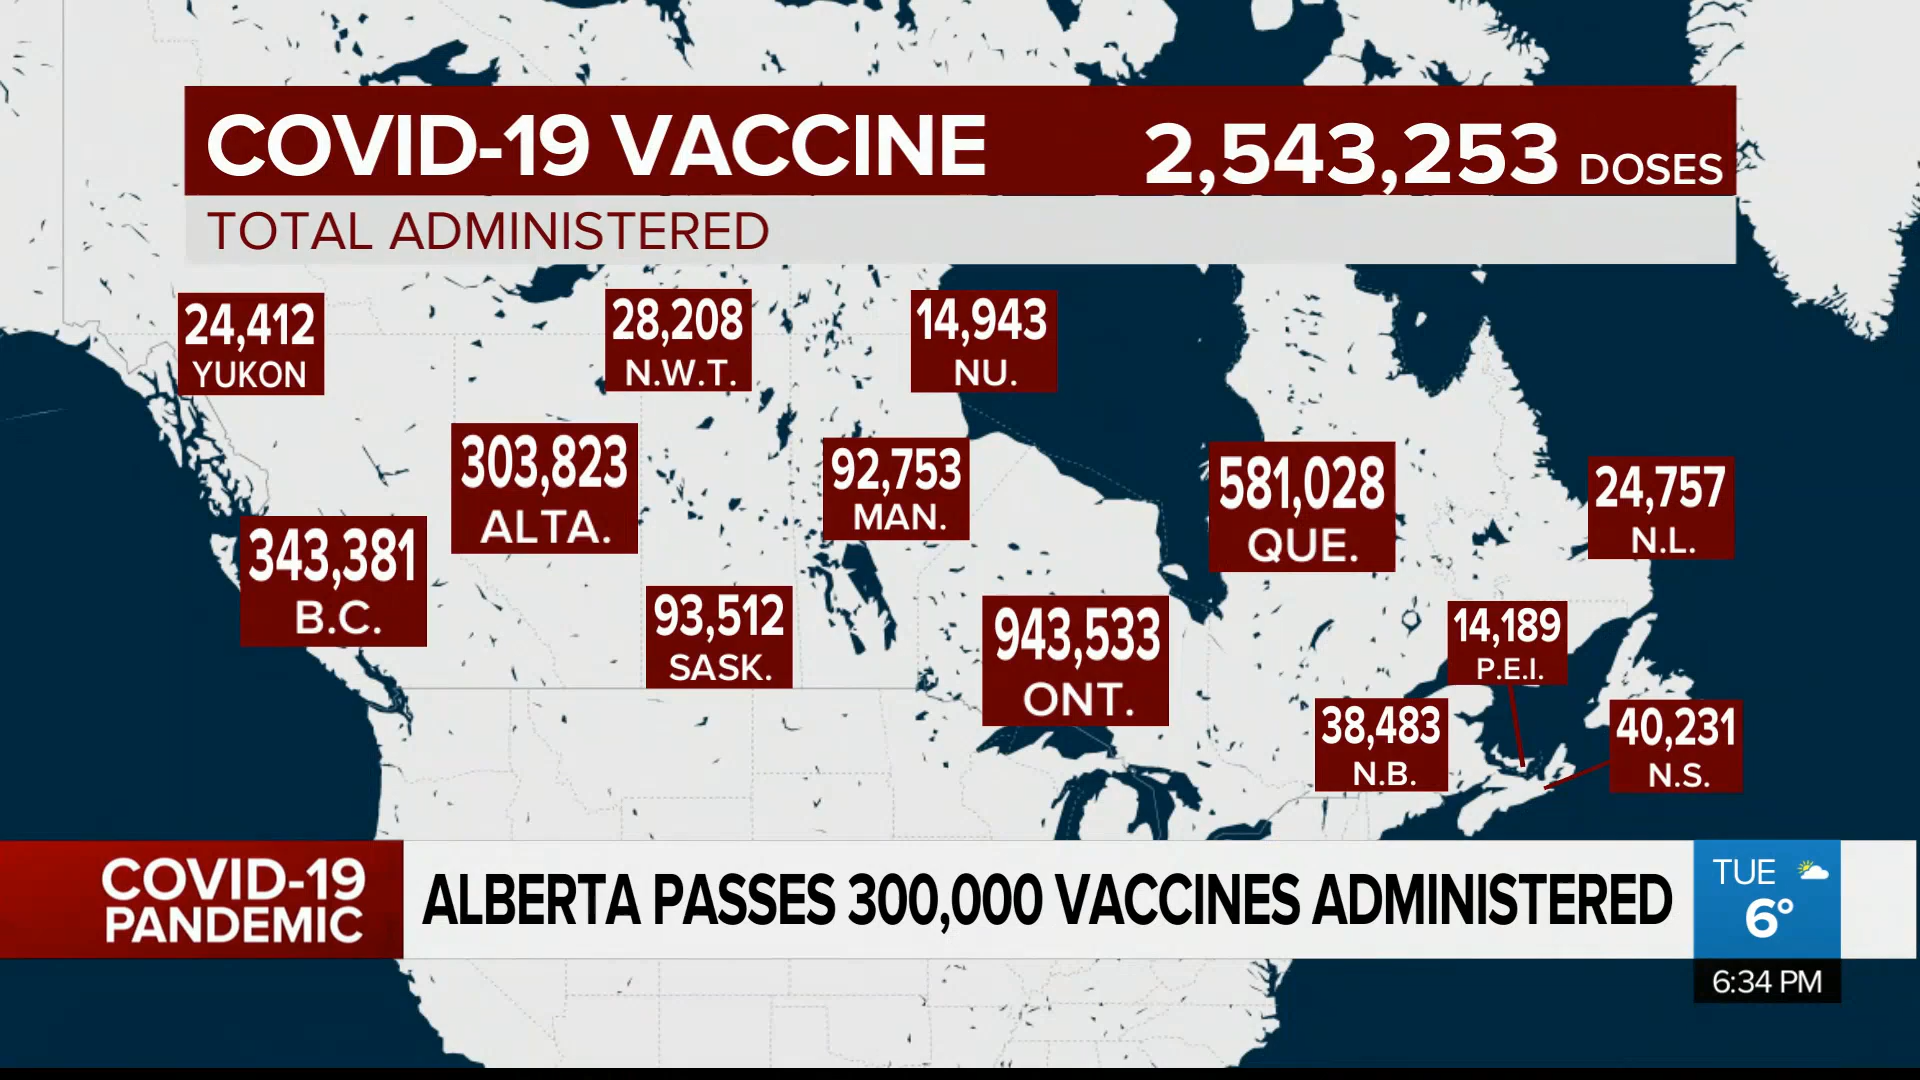 COVID-19 VACCINE
2,543,253 DOSES
TOTAL ADMINISTERED
24,412
YUKON
28,208
N.W.T.
14,943
NU.
303,823
ALTA.
92,753
MAN.
581,028
QUE.
24,757
N.L.
343,381
B.C.
93,512
SASK.
943,533
ONT.
14,189
P.E.I.
38,483
N.B.
40,231
N.S.
COVID-19
PANDEMIC
ALBERTA PASSES 300,000 VACCINES ADMINISTERED
TUE
6°
6:34 PM